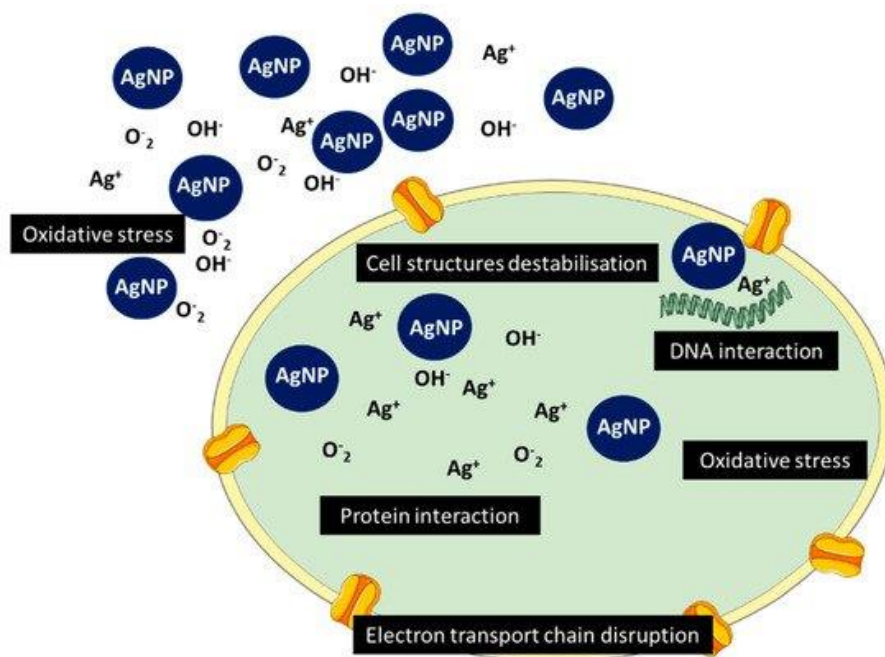 AgNP
AgNP
AgNP
Ag⁺
OH⁻
AgNP
O⁻₂
OH⁻
Ag⁺
AgNP
AgNP
OH⁻
O⁻₂
Ag⁺
AgNP
OH⁻
Oxidative stress
O⁻₂
OH⁻
AgNP
O⁻₂
Cell structures destabilisation
AgNP
Ag⁺
DNA interaction
Ag⁺
AgNP
OH⁻
AgNP
OH⁻
Ag⁺
Ag⁺
Ag⁺
AgNP
O⁻₂
Ag⁺
O⁻₂
Oxidative stress
Protein interaction
Electron transport chain disruption